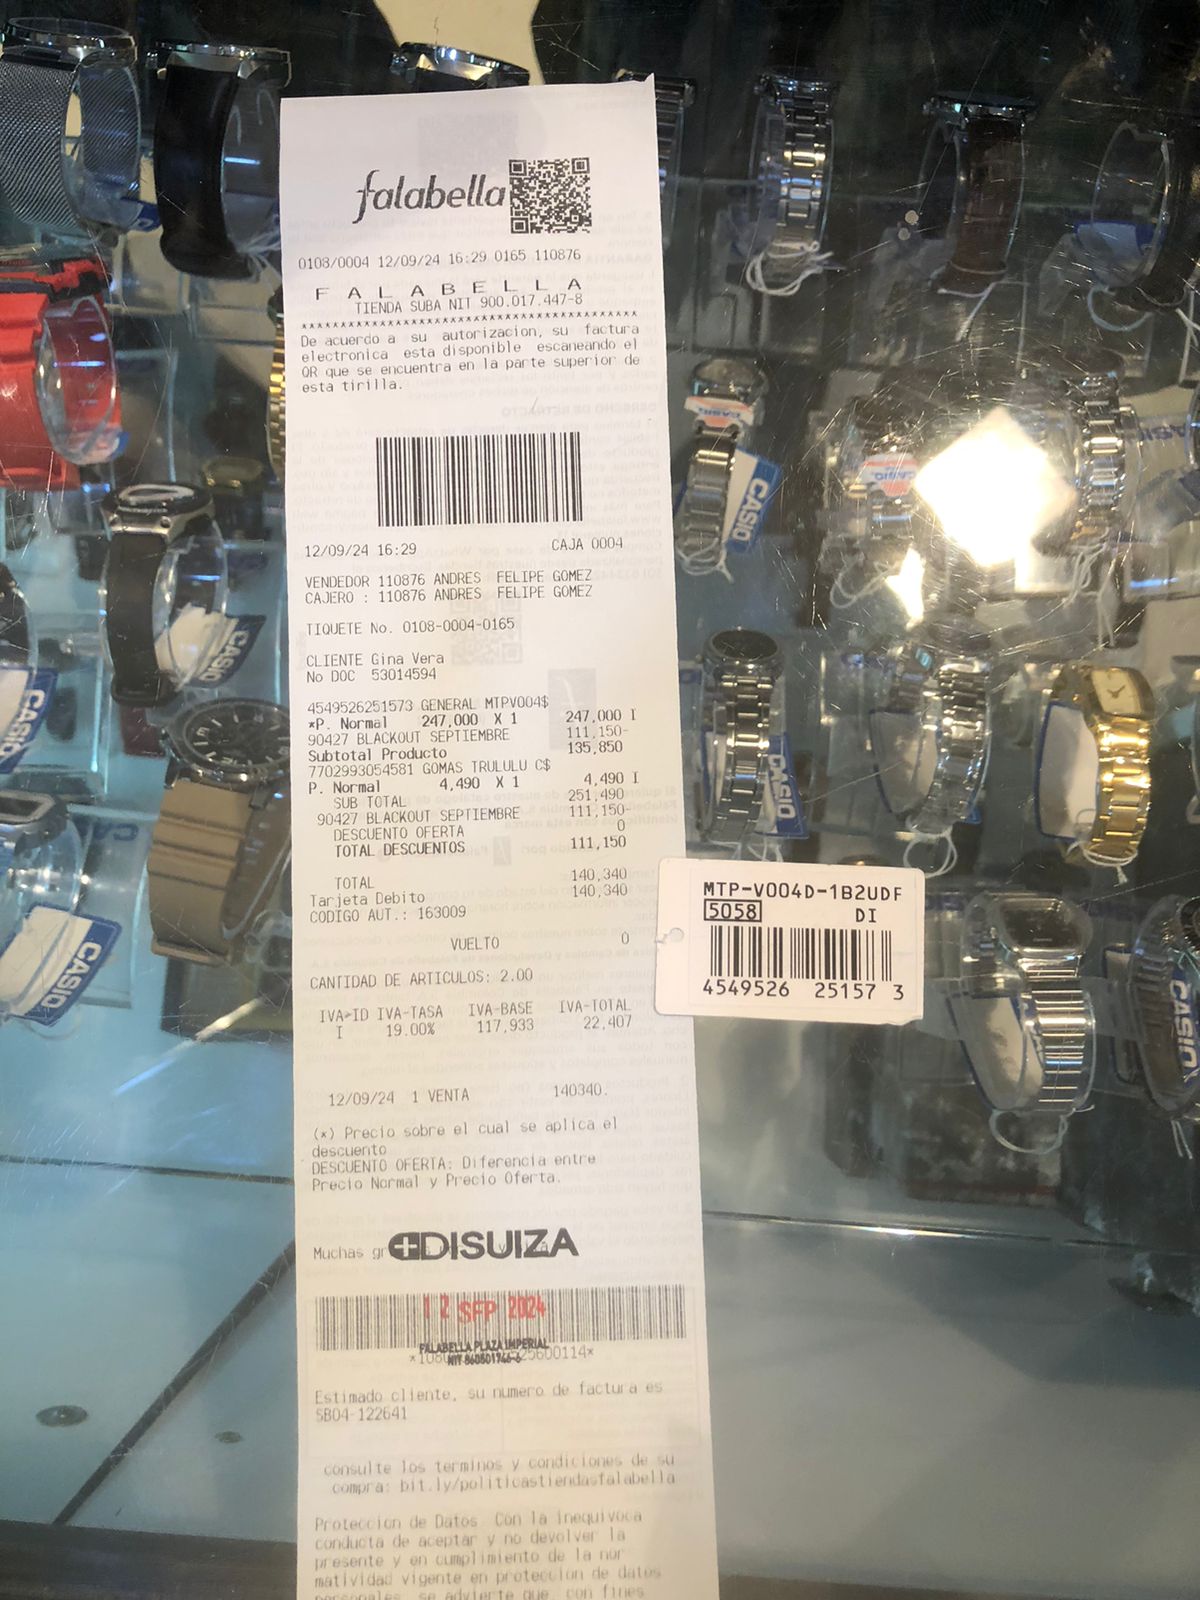 falabella
0108/0004 12/09/24 16:29 0165 110876
F A L A B E L L A
TIENDA SUBA NIT 900.017.447-8
***************************************
De acuerdo a su autorizacion, su factura
electronica esta disponible escaneando el
QR que se encuentra en la parte superior de
esta tirilla.
12/09/24 16:29 CAJA 0004
VENDEDOR 110876 ANDRES FELIPE GOMEZ
CAJERO : 110876 ANDRES FELIPE GOMEZ
TIQUETE No. 0108-0004-0165
CLIENTE Gina Vera
No DOC 53014594
4549526251573 GENERAL MTPV004$
*P. Normal 247,000 X 1 247,000 I
90427 BLACKOUT SEPTIEMBRE 111,150-
Subtotal Producto 135,850
7702993054581 GOMAS TRULULU C$
P. Normal 4,490 X 1 4,490 I
SUB TOTAL 251,490
90427 BLACKOUT SEPTIEMBRE 111,150-
DESCUENTO OFERTA 0
TOTAL DESCUENTOS 111,150
TOTAL 140,340
Tarjeta Debito 140,340
CODIGO AUT.: 163009
VUELTO 0
CANTIDAD DE ARTICULOS: 2.00
IVA-ID IVA-TASA IVA-BASE IVA-TOTAL
I 19.00% 117,933 22,407
12/09/24 1 VENTA 140340.
(*) Precio sobre el cual se aplica el
descuento
DESCUENTO OFERTA: Diferencia entre
Precio Normal y Precio Oferta.
Muchas gr
DISUIZA
12 SEP 2024
FALABELLA PLAZA IMPERIAL
NIT 860501746-6
25600114*
Estimado cliente, su numero de factura es
SB04-122641
consulte los terminos y condiciones de su
compra: bit.ly/politicastiendasfalabella
Proteccion de Datos Con la inequivoca
conducta de aceptar y no devolver la
presente y en cumplimiento de la nor
matividad vigente en proteccion de datos
personales, se advierte que, con fines
MTP-V004D-1B2UDF
5058 DI
4549526 25157 3
CASIO
CASIO
CASIO
CASIO
CASIO
CASIO
CASIO